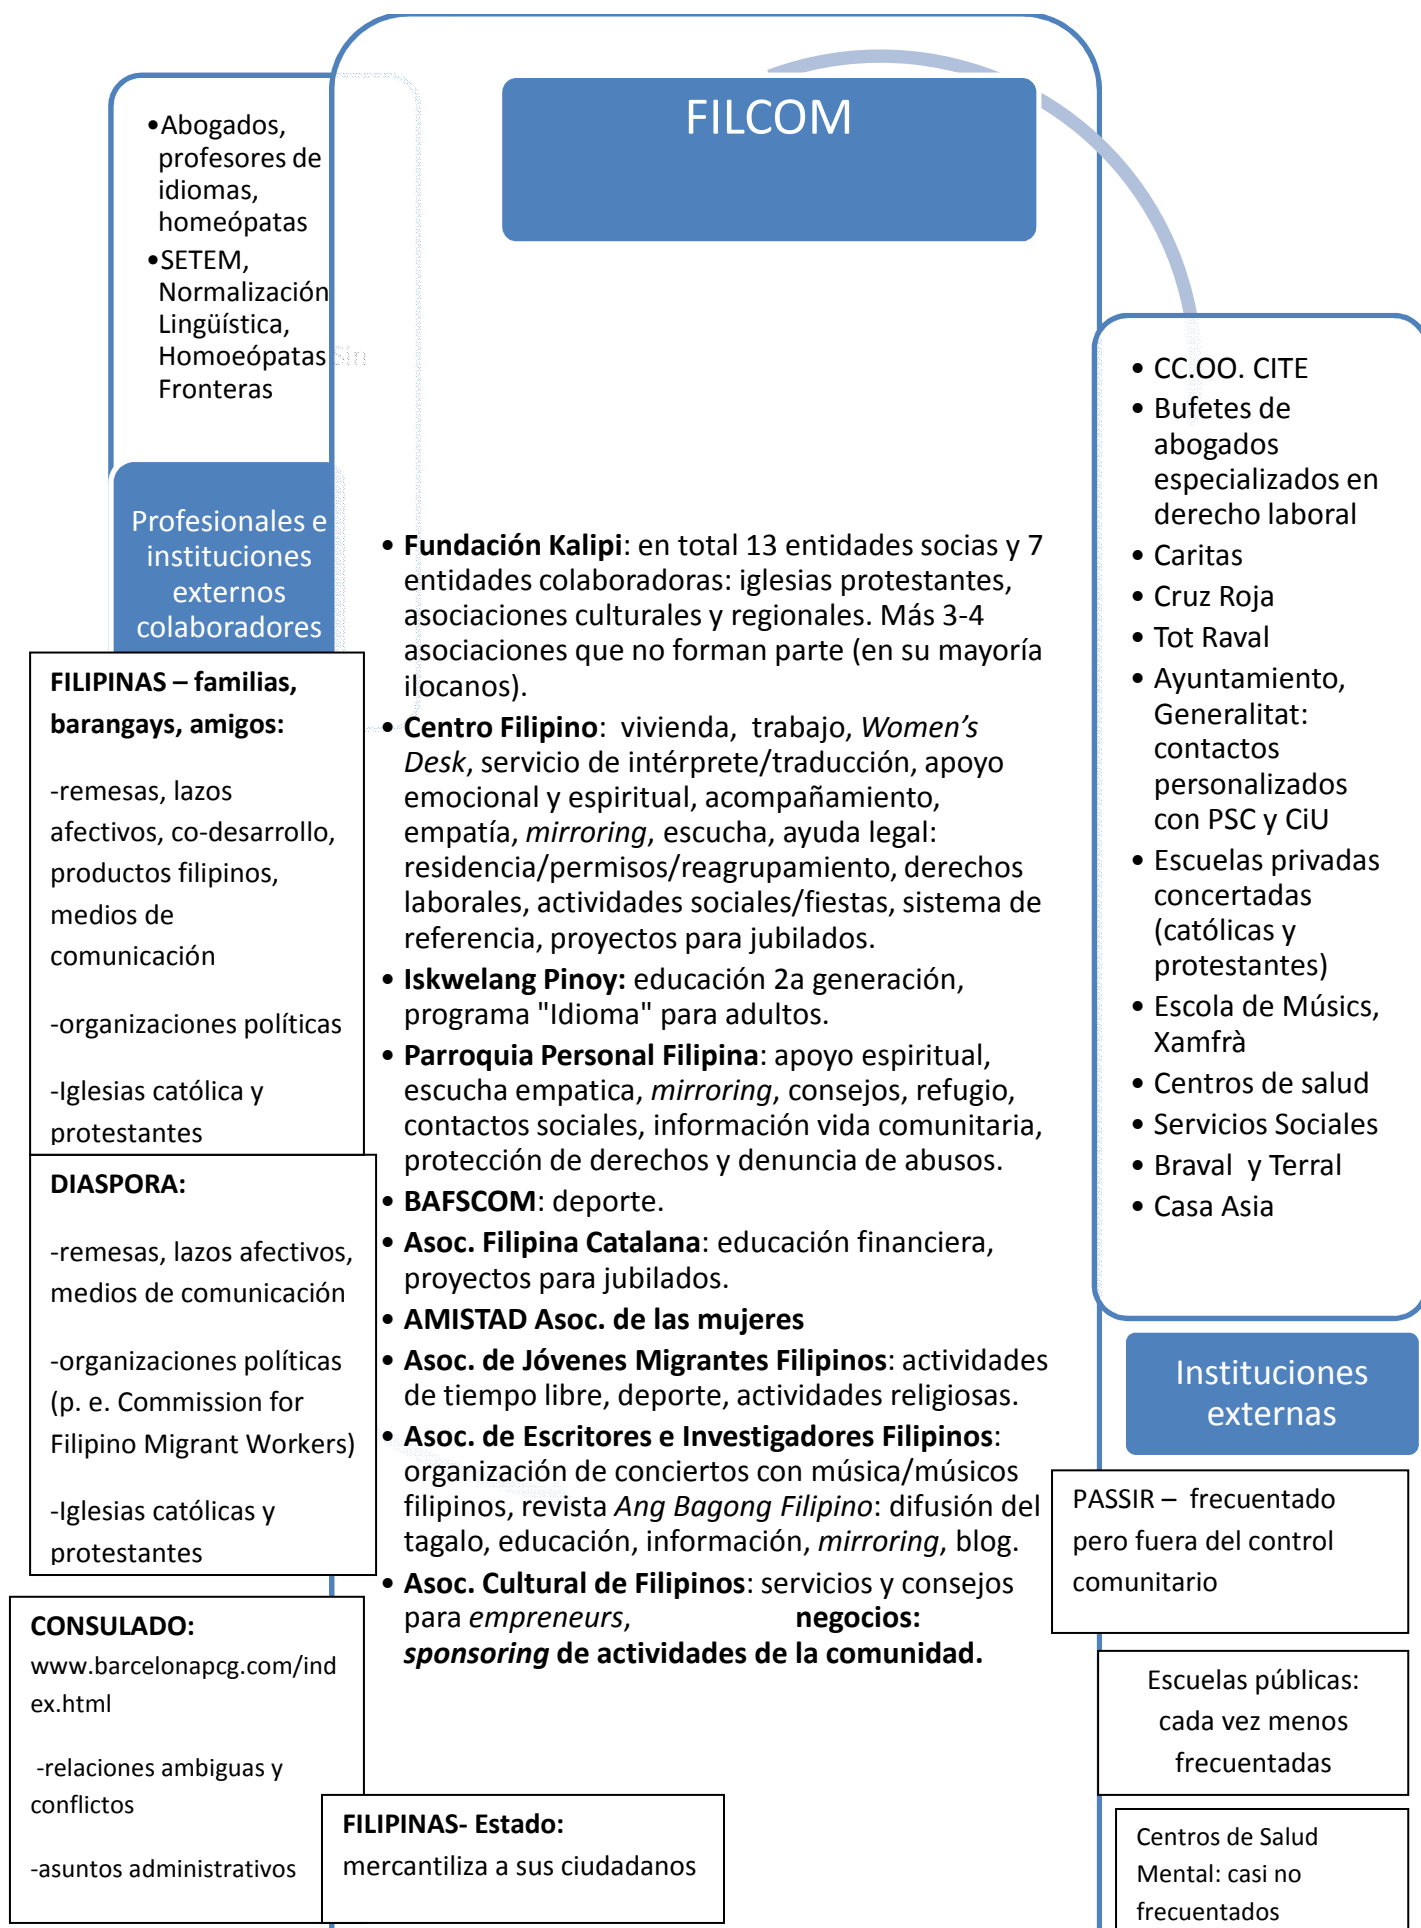 FILCOM
•Abogados,
profesores de
idiomas,
homeópatas
•SETEM,
Normalización
Lingüística,
Homoeópatas Sin
Fronteras
Profesionales e
instituciones
externos
colaboradores
FILIPINAS – familias,
barangays, amigos:
-remesas, lazos
afectivos, co-desarrollo,
productos filipinos,
medios de
comunicación
-organizaciones políticas
-Iglesias católica y
protestantes
DIASPORA:
-remesas, lazos afectivos,
medios de comunicación
-organizaciones políticas
(p. e. Commission for
Filipino Migrant Workers)
-Iglesias católicas y
protestantes
CONSULADO:
www.barcelonapcg.com/ind
ex.html
-relaciones ambiguas y
conflictos
-asuntos administrativos
FILIPINAS- Estado:
mercantiliza a sus ciudadanos
• Fundación Kalipi: en total 13 entidades socias y 7
entidades colaboradoras: iglesias protestantes,
asociaciones culturales y regionales. Más 3-4
asociaciones que no forman parte (en su mayoría
ilocanos).
• Centro Filipino: vivienda, trabajo, Women's
Desk, servicio de intérprete/traducción, apoyo
emocional y espiritual, acompañamiento,
empatía, mirroring, escucha, ayuda legal:
residencia/permisos/reagrupamiento, derechos
laborales, actividades sociales/fiestas, sistema de
referencia, proyectos para jubilados.
• Iskwelang Pinoy: educación 2a generación,
programa "Idioma" para adultos.
• Parroquia Personal Filipina: apoyo espiritual,
escucha empatica, mirroring, consejos, refugio,
contactos sociales, información vida comunitaria,
protección de derechos y denuncia de abusos.
• BAFSCOM: deporte.
• Asoc. Filipina Catalana: educación financiera,
proyectos para jubilados.
• AMISTAD Asoc. de las mujeres
• Asoc. de Jóvenes Migrantes Filipinos: actividades
de tiempo libre, deporte, actividades religiosas.
• Asoc. de Escritores e Investigadores Filipinos:
organización de conciertos con música/músicos
filipinos, revista Ang Bagong Filipino: difusión del
tagalo, educación, información, mirroring, blog.
• Asoc. Cultural de Filipinos: servicios y consejos
para empreneurs, negocios:
sponsoring de actividades de la comunidad.
• CC.OO. CITE
• Bufetes de
abogados
especializados en
derecho laboral
• Caritas
• Cruz Roja
• Tot Raval
• Ayuntamiento,
Generalitat:
contactos
personalizados
con PSC y CiU
• Escuelas privadas
concertadas
(católicas y
protestantes)
• Escola de Músics,
Xamfrà
• Centros de salud
• Servicios Sociales
• Braval y Terral
• Casa Asia
Instituciones
externas
PASSIR – frecuentado
pero fuera del control
comunitario
Escuelas públicas:
cada vez menos
frecuentadas
Centros de Salud
Mental: casi no
frecuentados